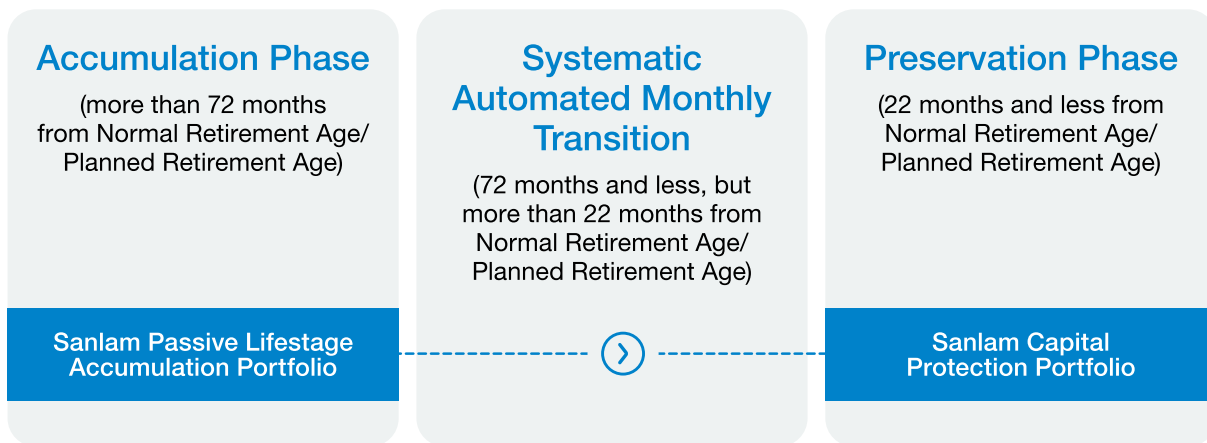 Accumulation Phase
(more than 72 months
from Normal Retirement Age/
Planned Retirement Age)
Sanlam Passive Lifestage
Accumulation Portfolio
Systematic
Automated Monthly
Transition
(72 months and less, but
more than 22 months from
Normal Retirement Age/
Planned Retirement Age)
Preservation Phase
(22 months and less from
Normal Retirement Age/
Planned Retirement Age)
Sanlam Capital
Protection Portfolio